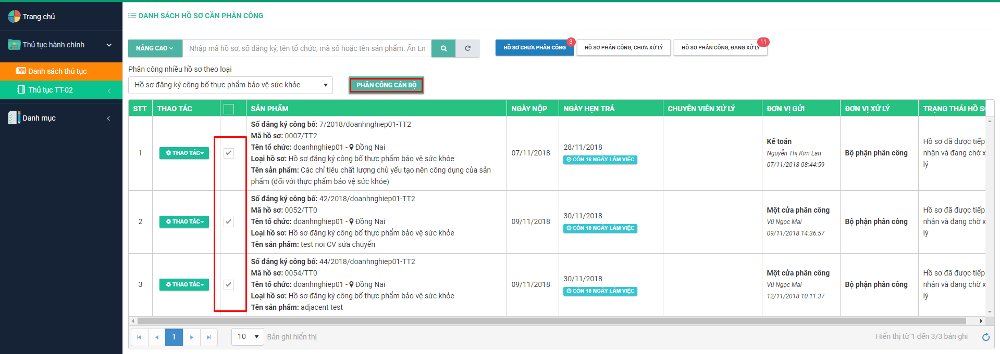 Trang chủ
Thủ tục hành chính
Danh sách thủ tục
Thủ tục TT-02
Danh mục
DANH SÁCH HỒ SƠ CẦN PHÂN CÔNG
NÂNG CAO
Nhập mã hồ sơ, số đăng ký, tên tổ chức, mã số hoặc tên sản phẩm. Ấn En
HỒ SƠ CHƯA PHÂN CÔNG
3
HỒ SƠ PHÂN CÔNG, CHƯA XỬ LÝ
HỒ SƠ PHÂN CÔNG, ĐANG XỬ LÝ
11
Phân công nhiều hồ sơ theo loại
Hồ sơ đăng ký công bố thực phẩm bảo vệ sức khỏe
PHÂN CÔNG CÁN BỘ
STT THAO TÁC SẢN PHẨM NGÀY NỘP NGÀY HẸN TRẢ CHUYÊN VIÊN XỬ LÝ ĐƠN VỊ GỬI ĐƠN VỊ XỬ LÝ TRẠNG THÁI HỒ S
1
THAO TÁC
Số đăng ký công bố: 7/2018/doanhnghiep01-TT2
Mã hồ sơ: 0007/TT2
Tên tổ chức: doanhnghiep01 - Đồng Nai
Loại hồ sơ: Hồ sơ đăng ký công bố thực phẩm bảo vệ sức khỏe
Tên sản phẩm: Các chỉ tiêu chất lượng chủ yếu tạo nên công dụng của sản
phẩm (đối với thực phẩm bảo vệ sức khỏe)
07/11/2018
28/11/2018
CÒN 16 NGÀY LÀM VIỆC
Kế toán
Nguyễn Thị Kim Lan
07/11/2018 08:44:59
Bộ phận phân công
Hồ sơ đã được tiếp
nhận và đang chờ x
lý
2
THAO TÁC
Số đăng ký công bố: 42/2018/doanhnghiep01-TT2
Mã hồ sơ: 0052/TT0
Tên tổ chức: doanhnghiep01 - Đồng Nai
Loại hồ sơ: Hồ sơ đăng ký công bố thực phẩm bảo vệ sức khỏe
Tên sản phẩm: test noi CV sửa chuyển
09/11/2018
30/11/2018
CÒN 18 NGÀY LÀM VIỆC
Một cửa phân công
Vũ Ngọc Mai
09/11/2018 14:36:57
Bộ phận phân công
Hồ sơ đã được tiếp
nhận và đang chờ x
lý
3
THAO TÁC
Số đăng ký công bố: 44/2018/doanhnghiep01-TT2
Mã hồ sơ: 0054/TT0
Tên tổ chức: doanhnghiep01 - Đồng Nai
Loại hồ sơ: Hồ sơ đăng ký công bố thực phẩm bảo vệ sức khỏe
Tên sản phẩm: adjacent test
09/11/2018
30/11/2018
CÒN 18 NGÀY LÀM VIỆC
Một cửa phân công
Vũ Ngọc Mai
12/11/2018 10:11:37
Bộ phận phân công
Hồ sơ đã được tiếp
nhận và đang chờ x
lý
1
10
Bản ghi hiển thị
Hiển thị từ 1 đến 3/3 bản ghi